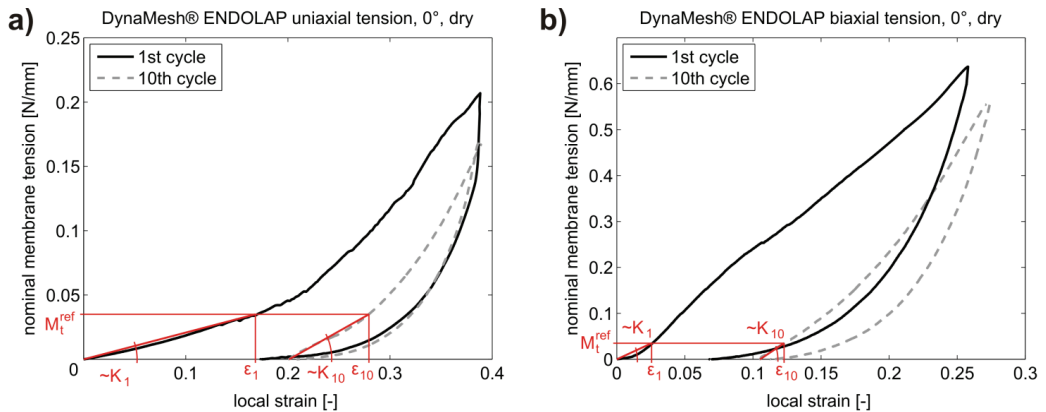 a) DynaMesh® ENDOLAP uniaxial tension, 0°, dry
nominal membrane tension [N/mm]
0.25
0.2
0.15
0.1
0.05
0
1st cycle
10th cycle
M_t^ref
~K_1
~K_10
ε_1
ε_10
0
0.1
0.2
0.3
0.4
local strain [-]
b) DynaMesh® ENDOLAP biaxial tension, 0°, dry
nominal membrane tension [N/mm]
0.6
0.5
0.4
0.3
0.2
0.1
0
1st cycle
10th cycle
M_t^ref
~K_1
~K_10
ε_1
ε_10
0
0.05
0.1
0.15
0.2
0.25
0.3
local strain [-]